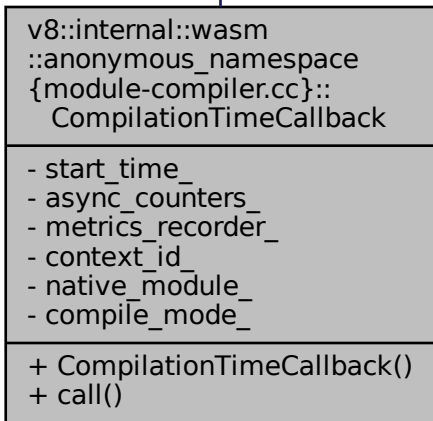 v8::internal::wasm
::anonymous_namespace
{module-compiler.cc}::
CompilationTimeCallback
- start_time_
- async_counters_
- metrics_recorder_
- context_id_
- native_module_
- compile_mode_
+ CompilationTimeCallback()
+ call()